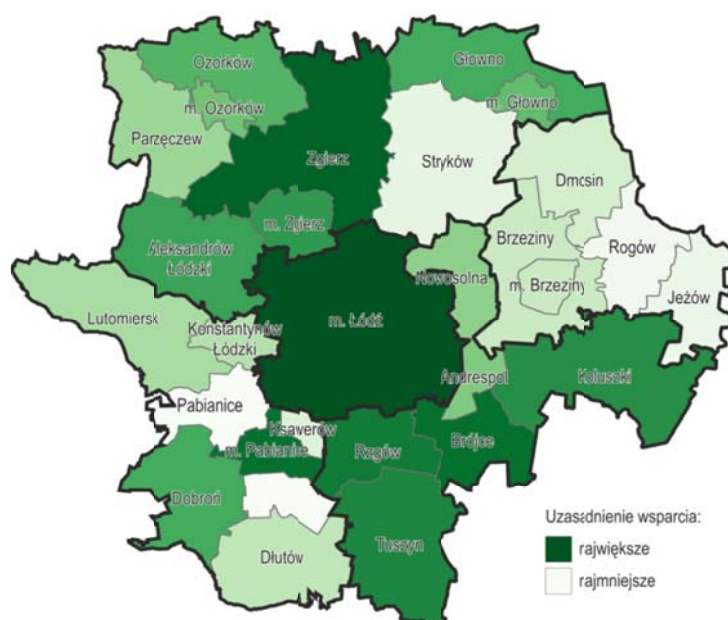 Ozorków
Głowno
m. Ozorków
m. Głowno
Parzęczew
Zgierz
Stryków
Dmosin
m. Zgierz
Aleksandrów
Łódzki
Brzeziny
Rogów
Nowosolna
m. Brzeziny
Jeżów
Lutomiersk
Konstantynów
Łódzki
m. Łódź
Andrespol
Koluszki
Pabianice
Ksawerów
m. Pabianice
Rzgów
Brójce
Dobroń
Tuszyn
Dłutów
Uzasadnienie wsparcia:
największe
najmniejsze